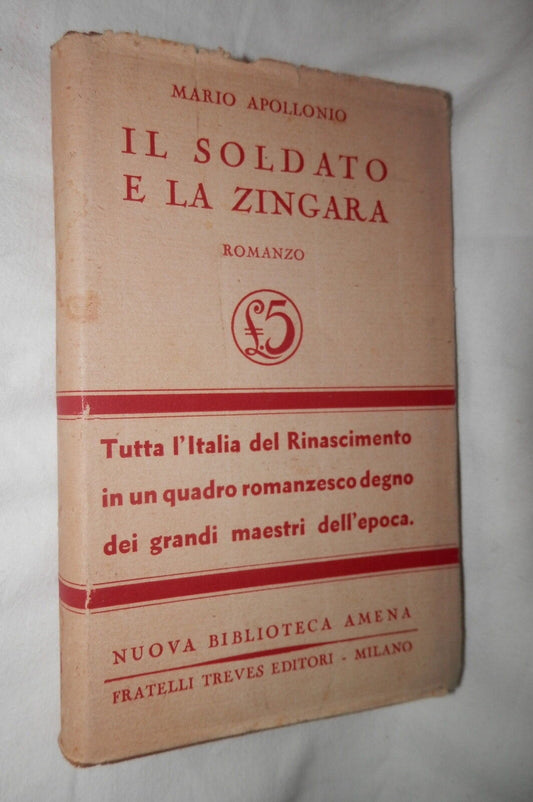 MARIO APOLLONIO
IL SOLDATO
E LA ZINGARA
ROMANZO
£.5
Tutta l'Italia del Rinascimento
in un quadro romanzesco degno
dei grandi maestri dell'epoca.
NUOVA BIBLIOTECA AMENA
FRATELLI TREVES EDITORI - MILANO